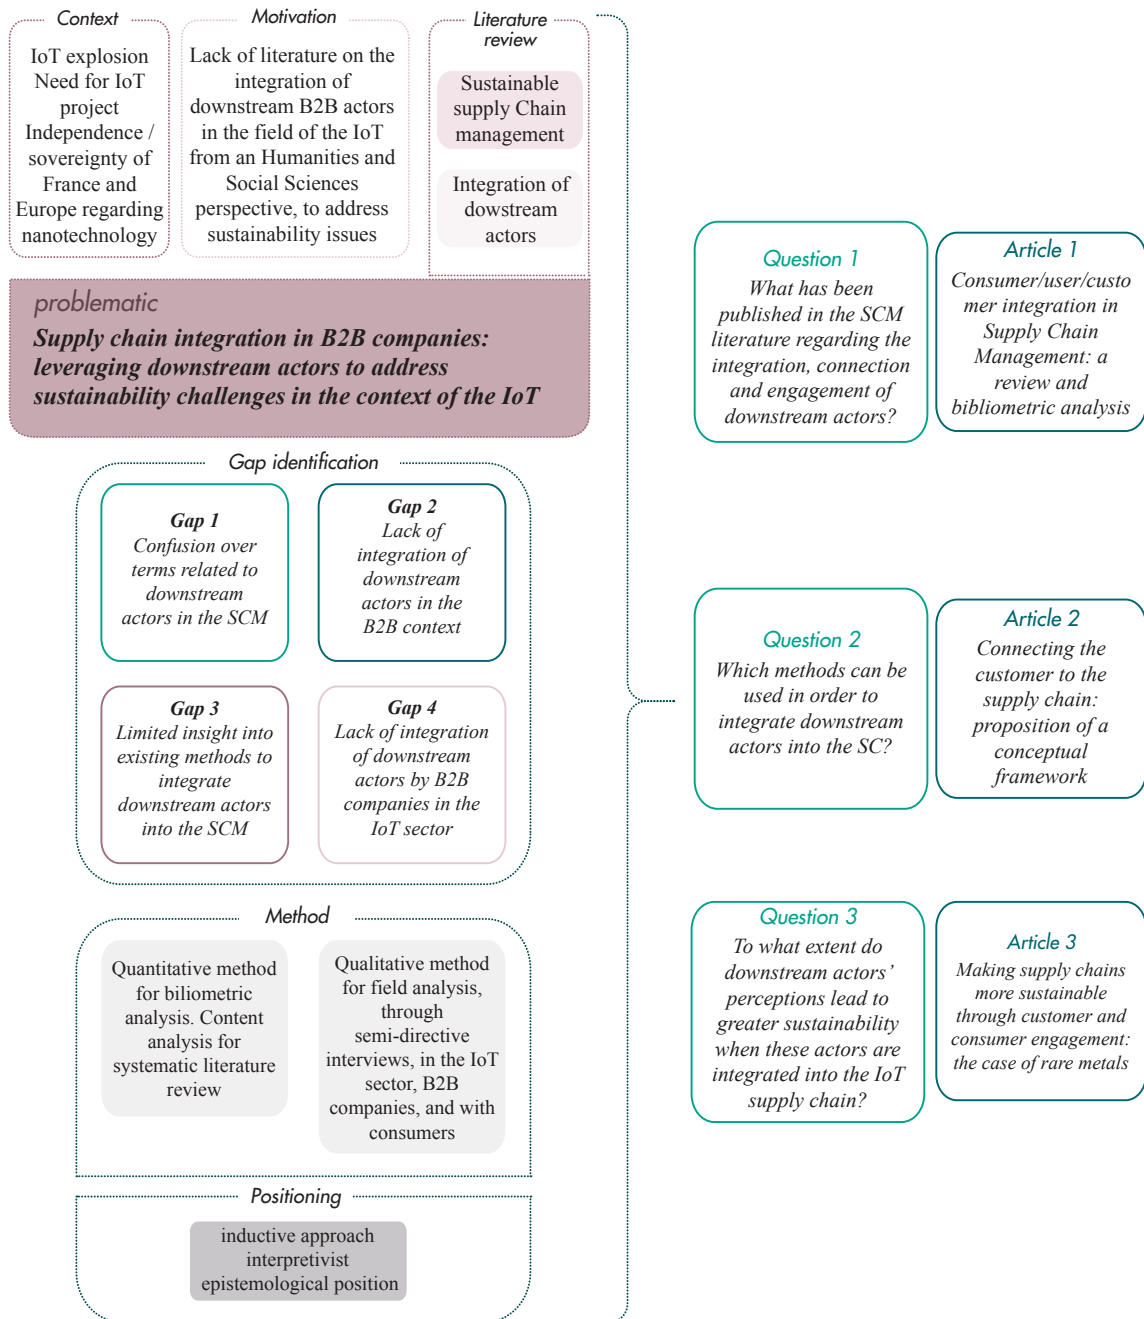 Context
IoT explosion
Need for IoT
project
Independence /
sovereignty of
France and
Europe regarding
nanotechnology
Motivation
Lack of literature on the
integration of
downstream B2B actors
in the field of the IoT
from an Humanities and
Social Sciences
perspective, to address
sustainability issues
Literature
review
Sustainable
supply Chain
management
Integration of
dowstream
actors
problematic
Supply chain integration in B2B companies:
leveraging downstream actors to address
sustainability challenges in the context of the IoT
Gap identification
Gap 1
Confusion over
terms related to
downstream
actors in the SCM
Gap 2
Lack of
integration of
downstream
actors in the
B2B context
Gap 3
Limited insight into
existing methods to
integrate
downstream actors
into the SCM
Gap 4
Lack of integration
of downstream
actors by B2B
companies in the
IoT sector
Method
Quantitative method
for biliometric
analysis. Content
analysis for
systematic literature
review
Qualitative method
for field analysis,
through
semi-directive
interviews, in the IoT
sector, B2B
companies, and with
consumers
Positioning
inductive approach
interpretivist
epistemological position
Question 1
What has been
published in the SCM
literature regarding the
integration, connection
and engagement of
downstream actors?
Article 1
Consumer/user/custo
mer integration in
Supply Chain
Management: a
review and
bibliometric analysis
Question 2
Which methods can be
used in order to
integrate downstream
actors into the SC?
Article 2
Connecting the
customer to the
supply chain:
proposition of a
conceptual
framework
Question 3
To what extent do
downstream actors’
perceptions lead to
greater sustainability
when these actors are
integrated into the IoT
supply chain?
Article 3
Making supply chains
more sustainable
through customer and
consumer engagement:
the case of rare metals